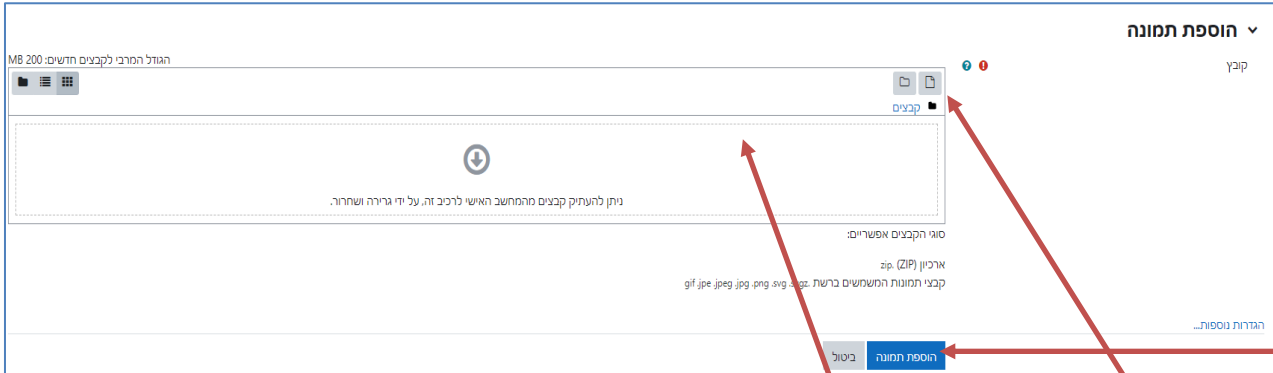 הוספת תמונה
קובץ
הגודל המרבי לקבצים חדשים: 200 MB
קבצים
ניתן להעתיק קבצים מהמחשב האישי לרכיב זה, על ידי גרירה ושחרור.
סוגי הקבצים אפשריים:
ארכיון (ZIP) .zip
קבצי תמונות המשמשים ברשת .gif .jpe .jpeg .jpg .png .svg
הגדרות נוספות...
הוספת תמונה ביטול